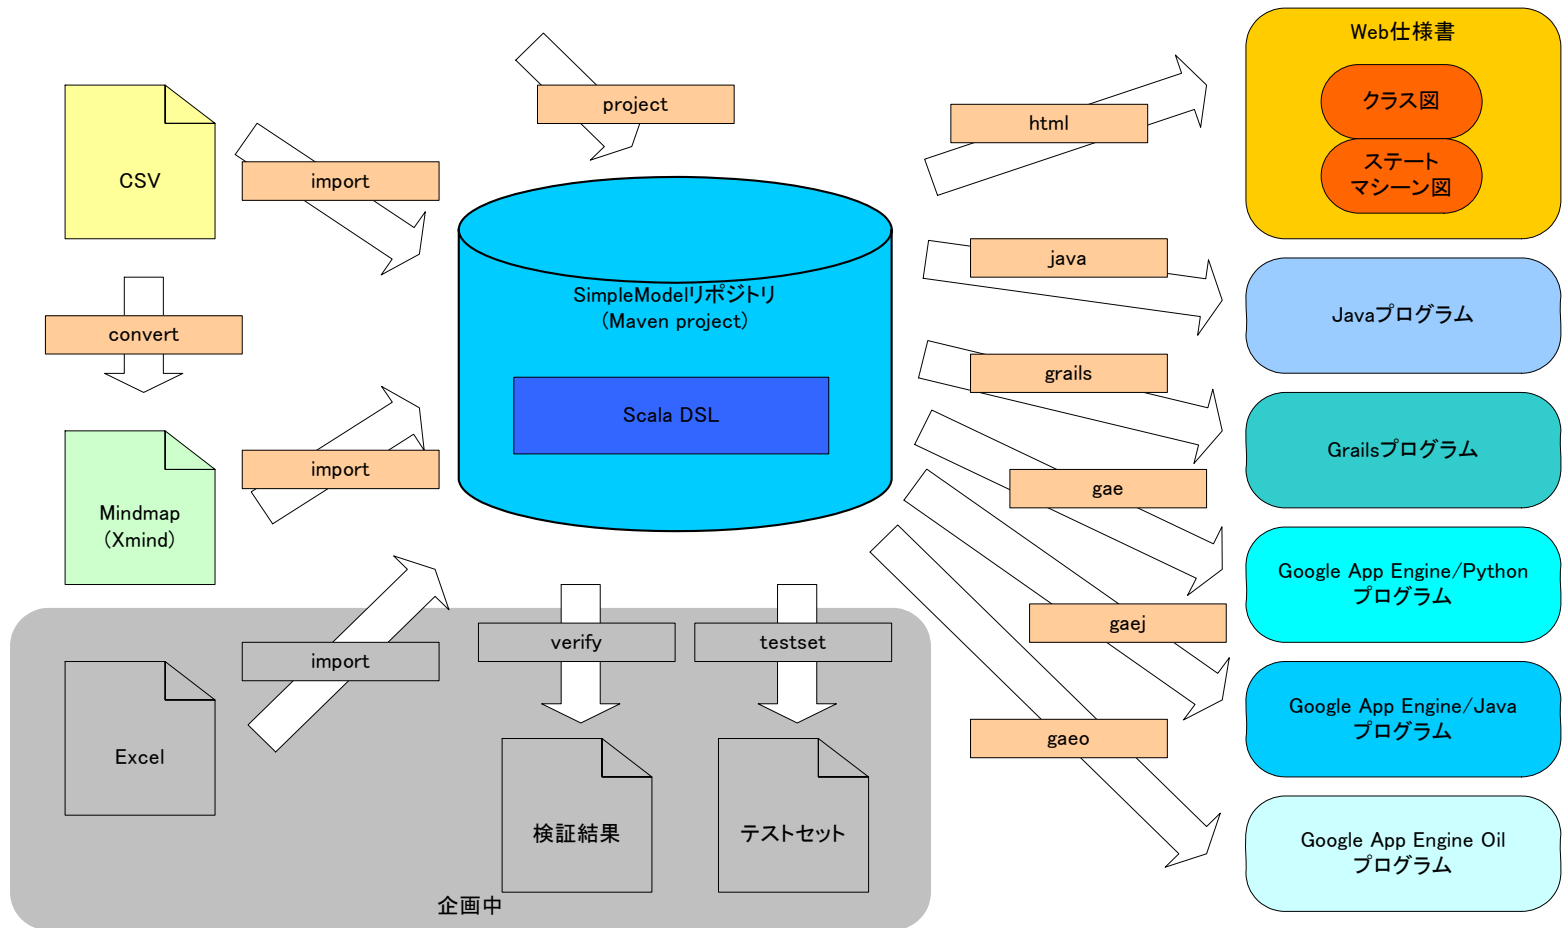 Web仕様書
クラス図
ステート
マシーン図
project
html
CSV
import
java
SimpleModelリポジトリ
(Maven project)
Javaプログラム
convert
grails
Scala DSL
Grailsプログラム
import
gae
Mindmap
(Xmind)
Google App Engine/Python
プログラム
gaej
import
verify
testset
Excel
Google App Engine/Java
プログラム
gaeo
検証結果
テストセット
Google App Engine Oil
プログラム
企画中